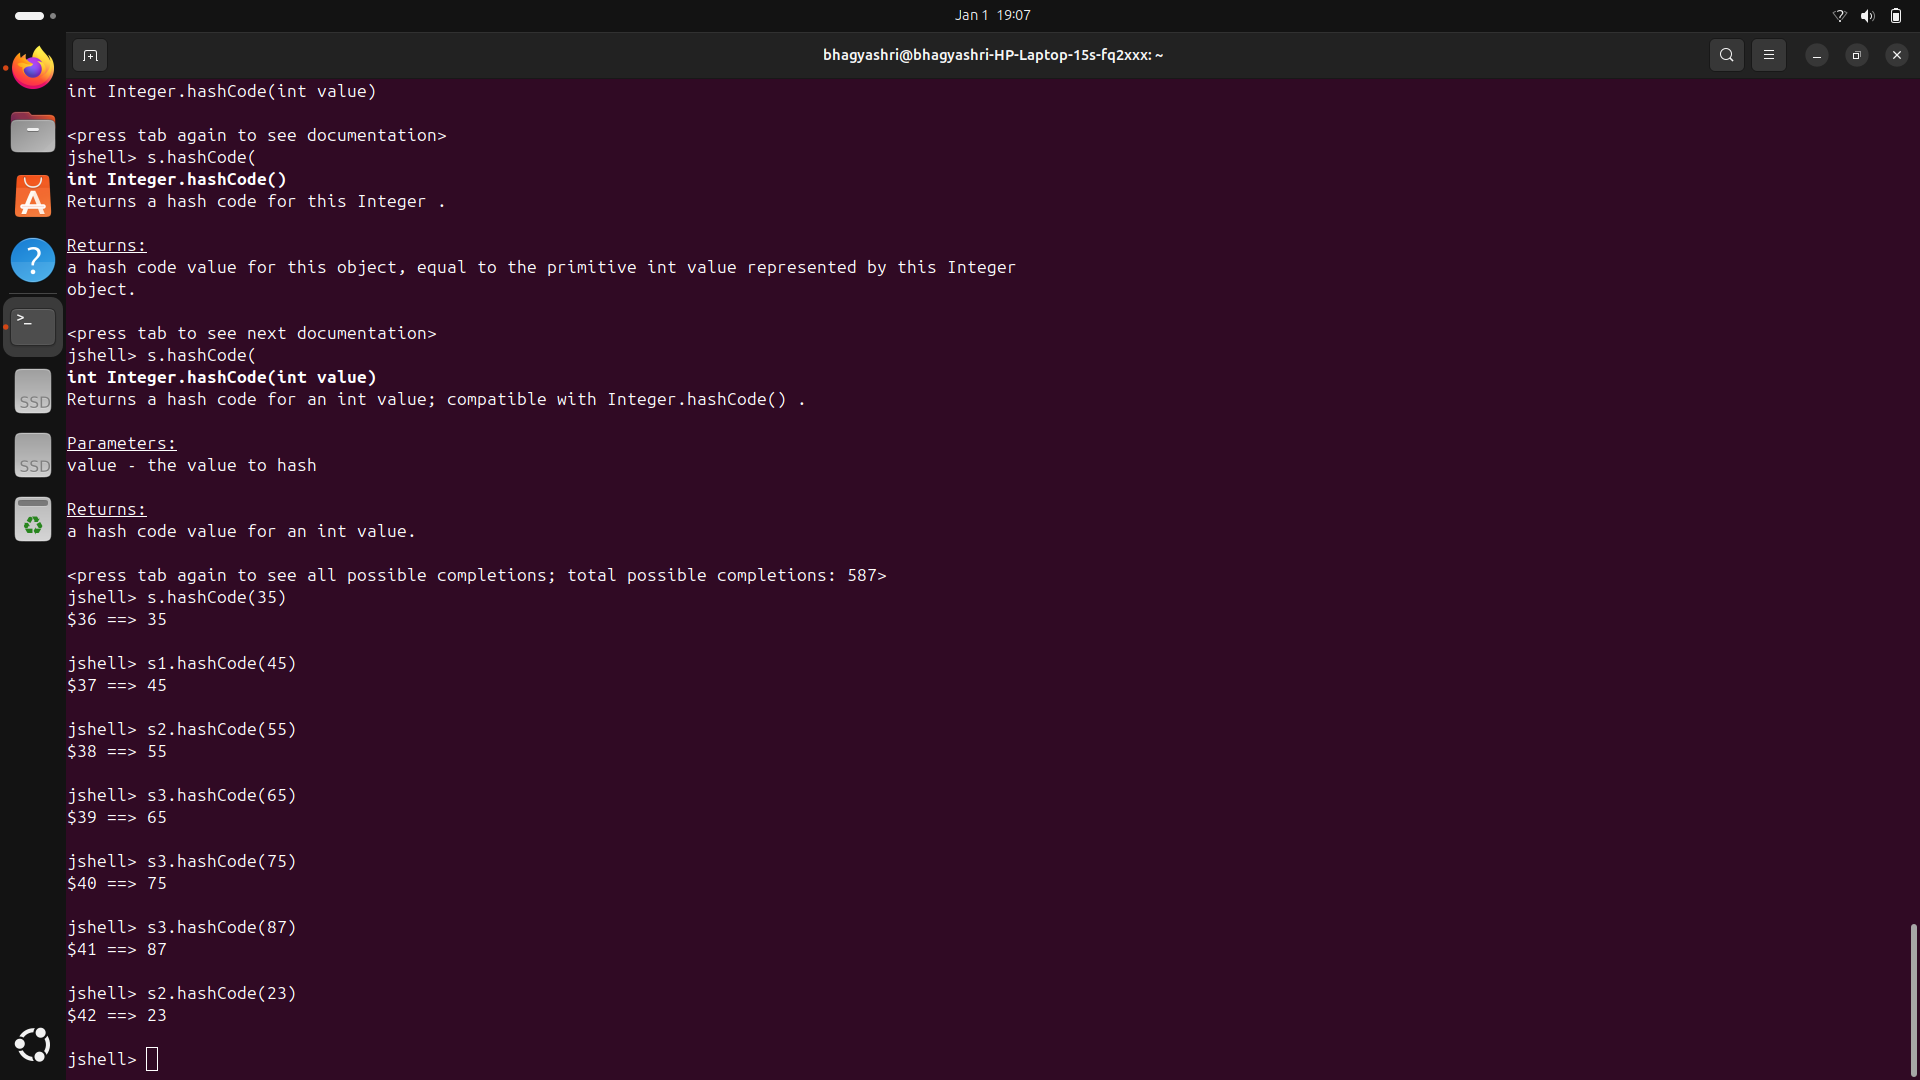 Jan 1 19:07
bhagyashri@bhagyashri-HP-Laptop-15s-fq2xxx: ~
int Integer.hashCode(int value)
<press tab again to see documentation>
jshell> s.hashCode(
int Integer.hashCode()
Returns a hash code for this Integer .
Returns:
a hash code value for this object, equal to the primitive int value represented by this Integer
object.
<press tab to see next documentation>
jshell> s.hashCode(
int Integer.hashCode(int value)
Returns a hash code for an int value; compatible with Integer.hashCode() .
Parameters:
value - the value to hash
Returns:
a hash code value for an int value.
<press tab again to see all possible completions; total possible completions: 587>
jshell> s.hashCode(35)
$36 ==> 35
jshell> s1.hashCode(45)
$37 ==> 45
jshell> s2.hashCode(55)
$38 ==> 55
jshell> s3.hashCode(65)
$39 ==> 65
jshell> s3.hashCode(75)
$40 ==> 75
jshell> s3.hashCode(87)
$41 ==> 87
jshell> s2.hashCode(23)
$42 ==> 23
jshell>
?
>_
SSD
SSD